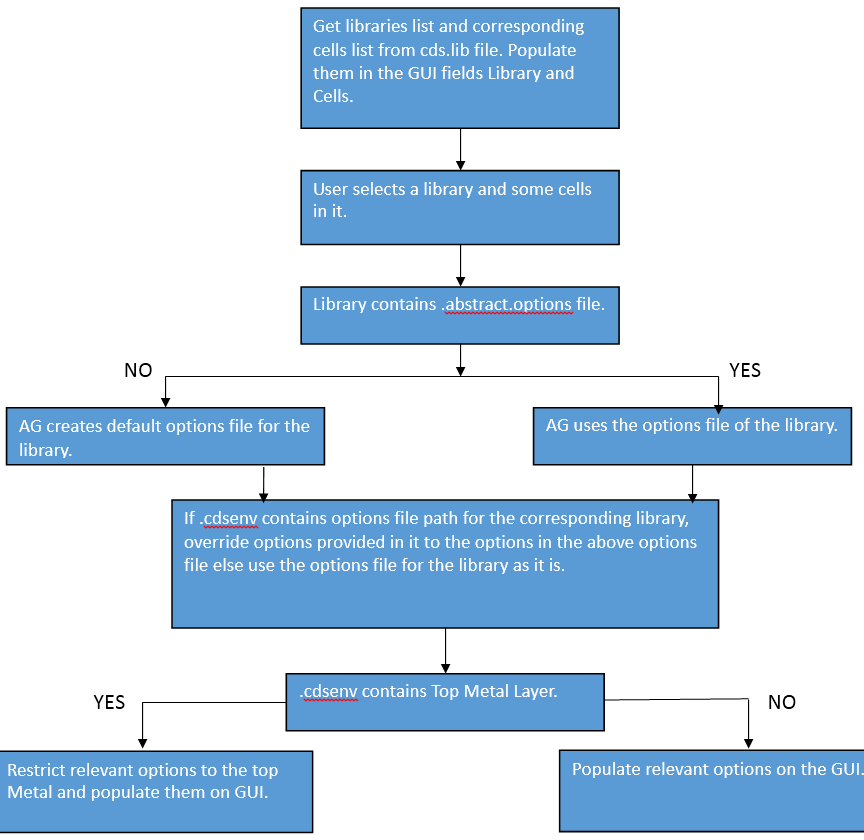 Get libraries list and corresponding
cells list from cds.lib file. Populate
them in the GUI fields Library and
Cells.
User selects a library and some cells
in it.
Library contains .abstract.options file.
NO
YES
AG creates default options file for the
library.
AG uses the options file of the library.
If .cdsenv contains options file path for the corresponding library,
override options provided in it to the options in the above options
file else use the options file for the library as it is.
.cdsenv contains Top Metal Layer.
YES
NO
Restrict relevant options to the top
Metal and populate them on GUI.
Populate relevant options on the GUI.